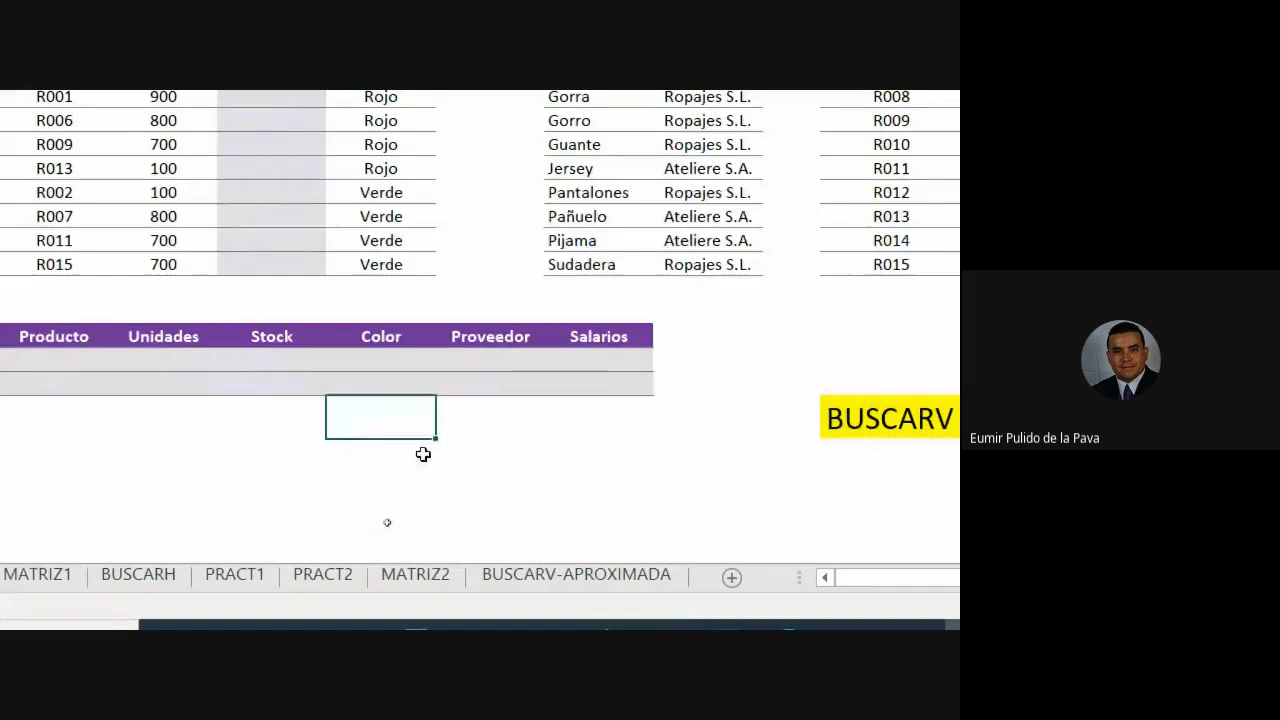 R001 900 Rojo Gorra Ropajes S.L. R008
R006 800 Rojo Gorro Ropajes S.L. R009
R009 700 Rojo Guante Ropajes S.L. R010
R013 100 Rojo Jersey Ateliere S.A. R011
R002 100 Verde Pantalones Ropajes S.L. R012
R007 800 Verde Pañuelo Ateliere S.A. R013
R011 700 Verde Pijama Ateliere S.A. R014
R015 700 Verde Sudadera Ropajes S.L. R015
Producto Unidades Stock Color Proveedor Salarios
BUSCARV
Eumir Pulido de la Pava
MATRIZ1 BUSCARH PRACT1 PRACT2 MATRIZ2 BUSCARV-APROXIMADA